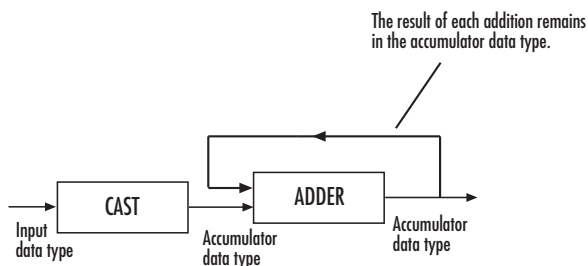 The result of each addition remains
in the accumulator data type.
CAST
ADDER
Input
data type
Accumulator
data type
Accumulator
data type